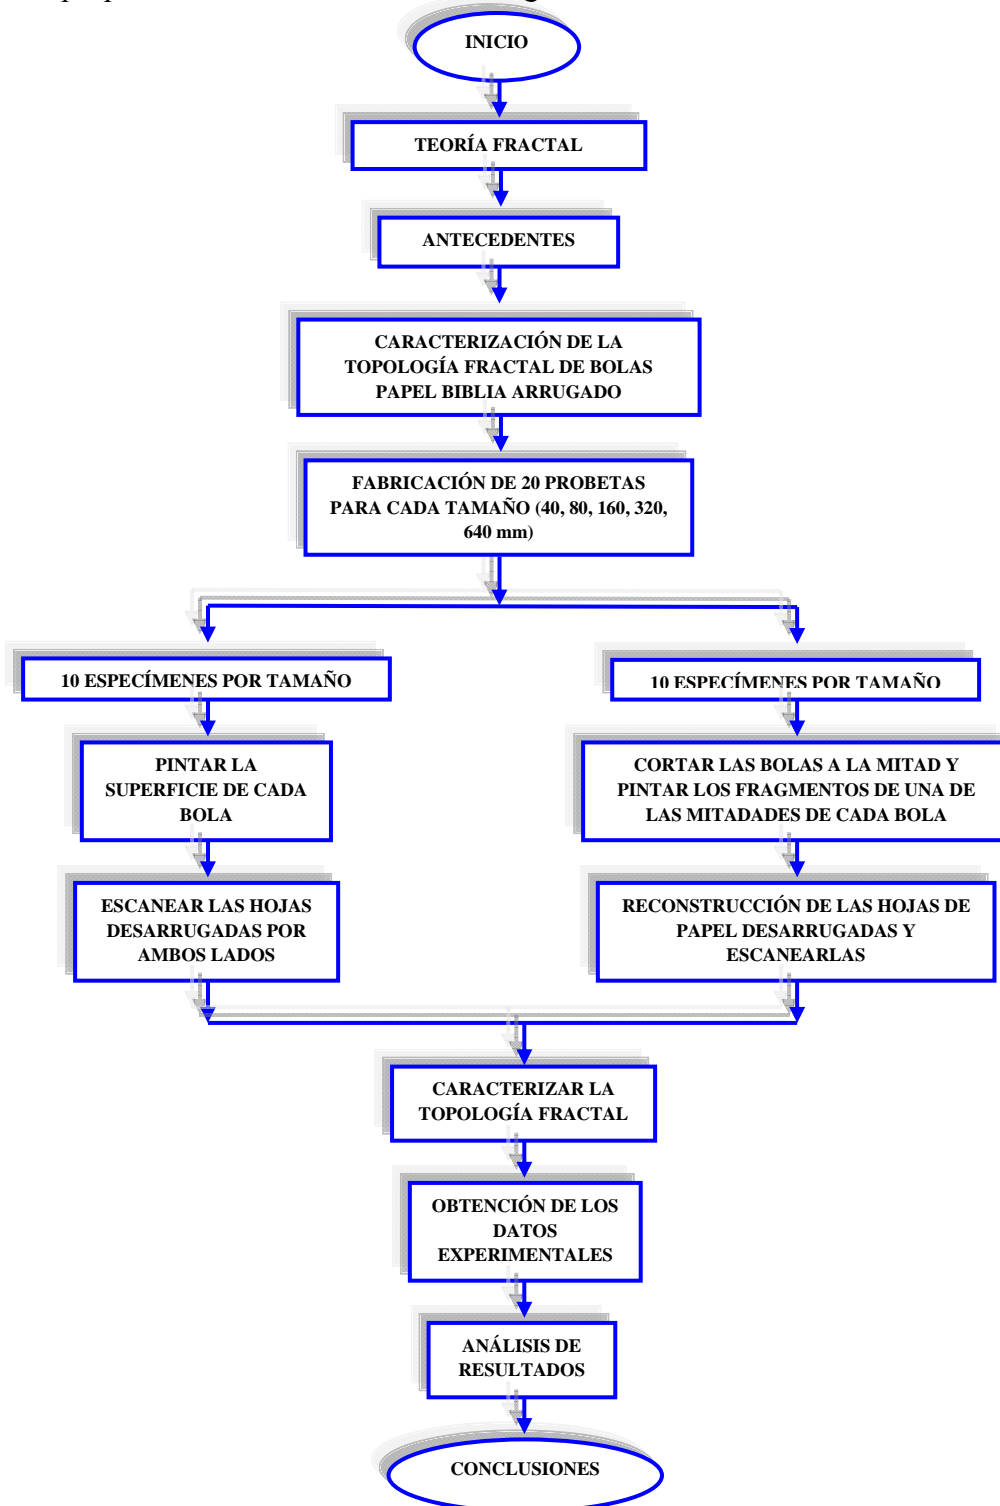 INICIO
TEORÍA FRACTAL
ANTECEDENTES
CARACTERIZACIÓN DE LA
TOPOLOGÍA FRACTAL DE BOLAS
PAPEL BIBLIA ARRUGADO
FABRICACIÓN DE 20 PROBETAS
PARA CADA TAMAÑO (40, 80, 160, 320,
640 mm)
10 ESPECÍMENES POR TAMAÑO
PINTAR LA
SUPERFICIE DE CADA
BOLA
ESCANEAR LAS HOJAS
DESARRUGADAS POR
AMBOS LADOS
10 ESPECÍMENES POR TAMAÑO
CORTAR LAS BOLAS A LA MITAD Y
PINTAR LOS FRAGMENTOS DE UNA DE
LAS MITADADES DE CADA BOLA
RECONSTRUCCIÓN DE LAS HOJAS DE
PAPEL DESARRUGADAS Y
ESCANEARLAS
CARACTERIZAR LA
TOPOLOGÍA FRACTAL
OBTENCIÓN DE LOS
DATOS
EXPERIMENTALES
ANÁLISIS DE
RESULTADOS
CONCLUSIONES